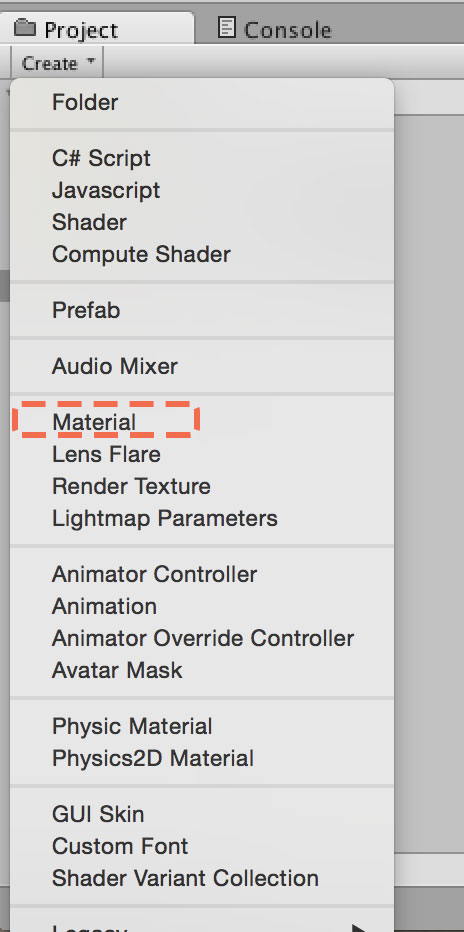 Project
Console
Create
Folder
C# Script
Javascript
Shader
Compute Shader
Prefab
Audio Mixer
Material
Lens Flare
Render Texture
Lightmap Parameters
Animator Controller
Animation
Animator Override Controller
Avatar Mask
Physic Material
Physics2D Material
GUI Skin
Custom Font
Shader Variant Collection
Legacy